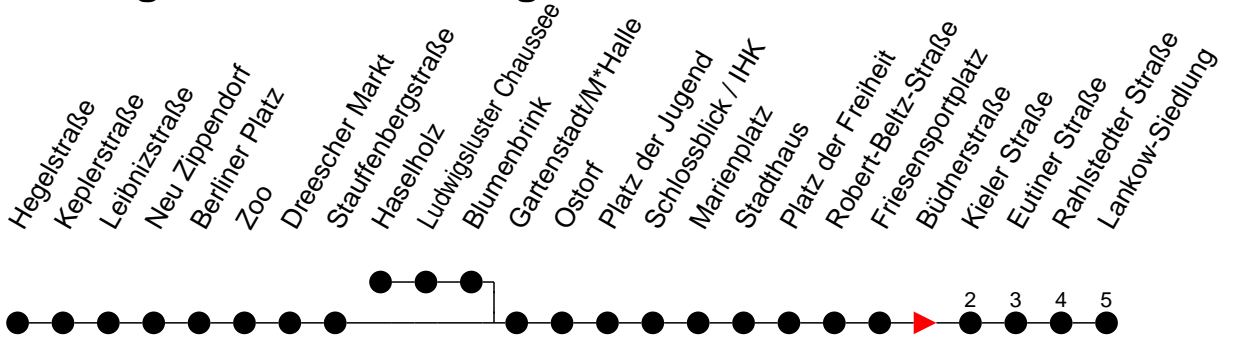 Hegelstraße
Keplerstraße
Leibnizstraße
Neu Zippendorf
Berliner Platz
Zoo
Dreescher Markt
Stauffenbergstraße
Haselholz
Ludwigsluster Chaussee
Blumenbrink
Gartenstadt/M*Halle
Ostorf
Platz der Jugend
Schlossblick / IHK
Marienplatz
Stadthaus
Platz der Freiheit
Robert-Beltz-Straße
Friesensportplatz
Büdnerstraße
Kieler Straße
Eutiner Straße
Rahlstedter Straße
Lankow-Siedlung
2 3 4 5